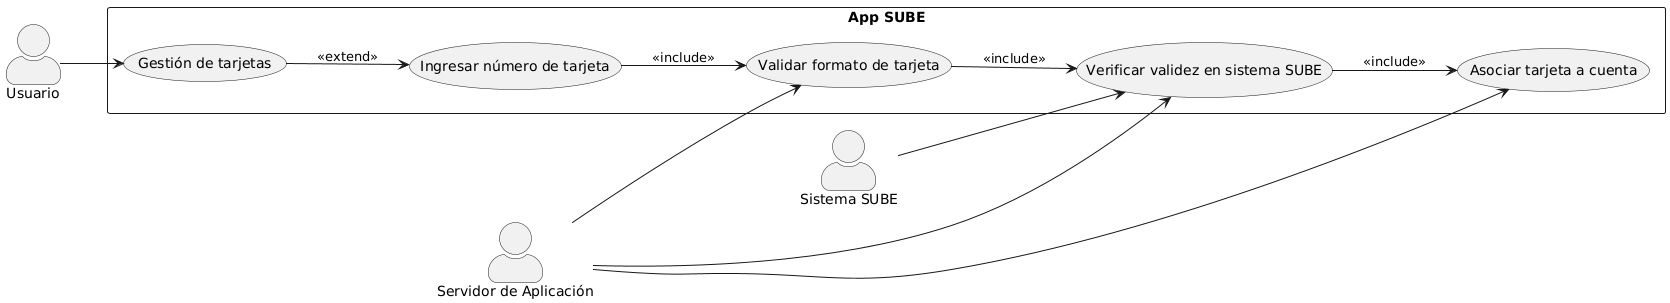 App SUBE
Usuario
Gestión de tarjetas
«extend»
Ingresar número de tarjeta
«include»
Validar formato de tarjeta
«include»
Verificar validez en sistema SUBE
«include»
Asociar tarjeta a cuenta
Sistema SUBE
Servidor de Aplicación